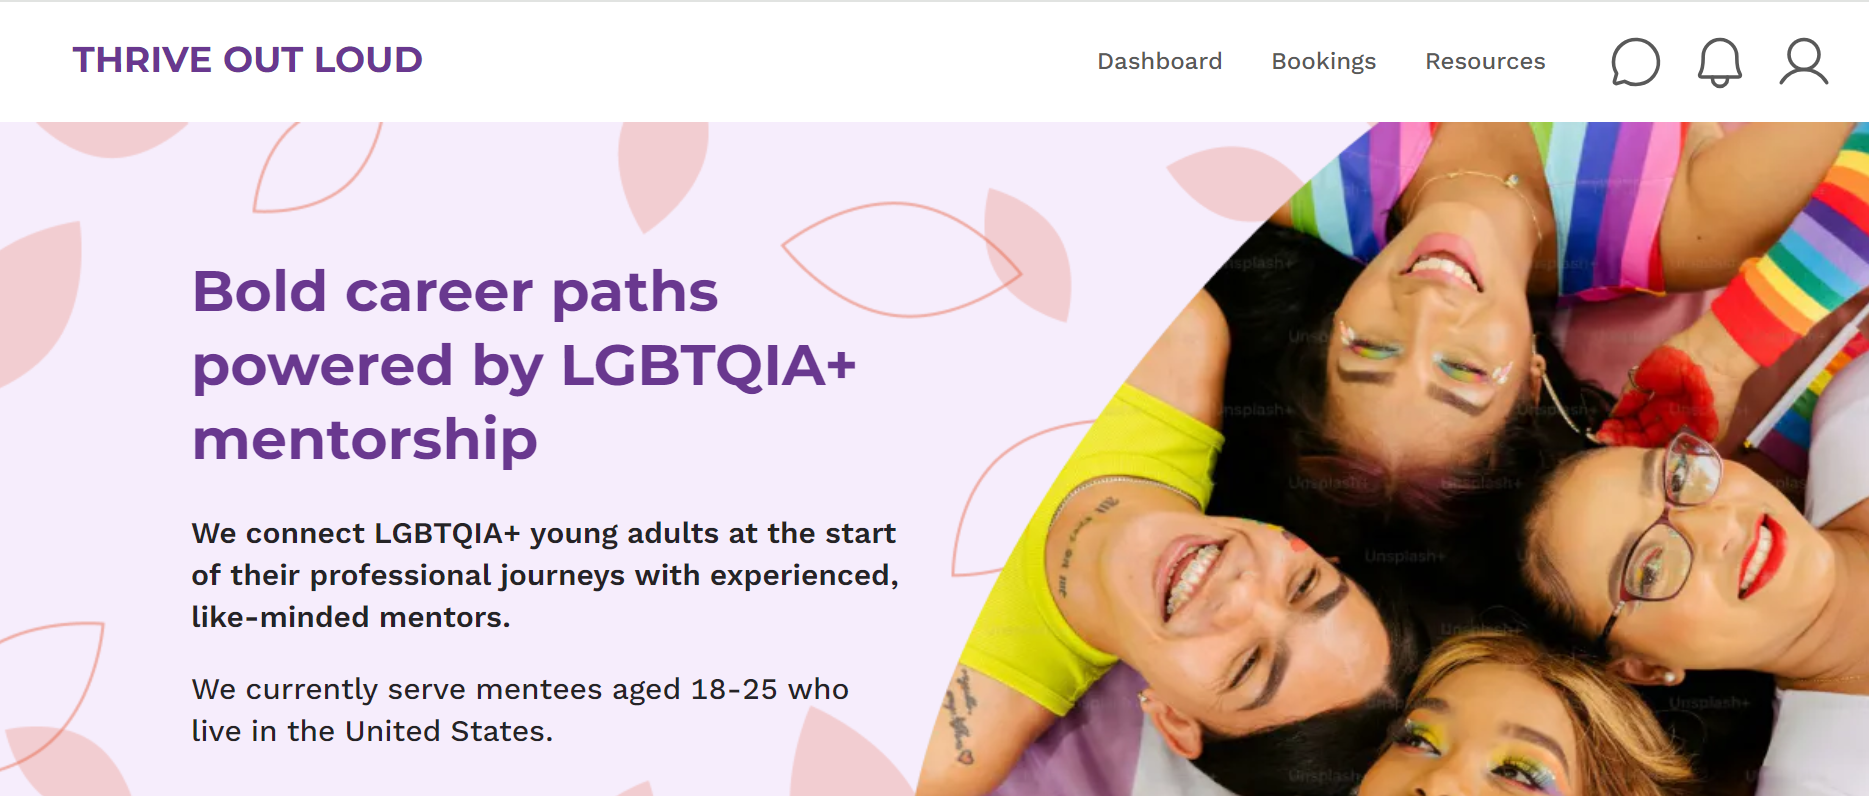 THRIVE OUT LOUD
Dashboard
Bookings
Resources
Bold career paths
powered by LGBTQIA+
mentorship
We connect LGBTQIA+ young adults at the start
of their professional journeys with experienced,
like-minded mentors.
We currently serve mentees aged 18-25 who
live in the United States.
Unsplash+